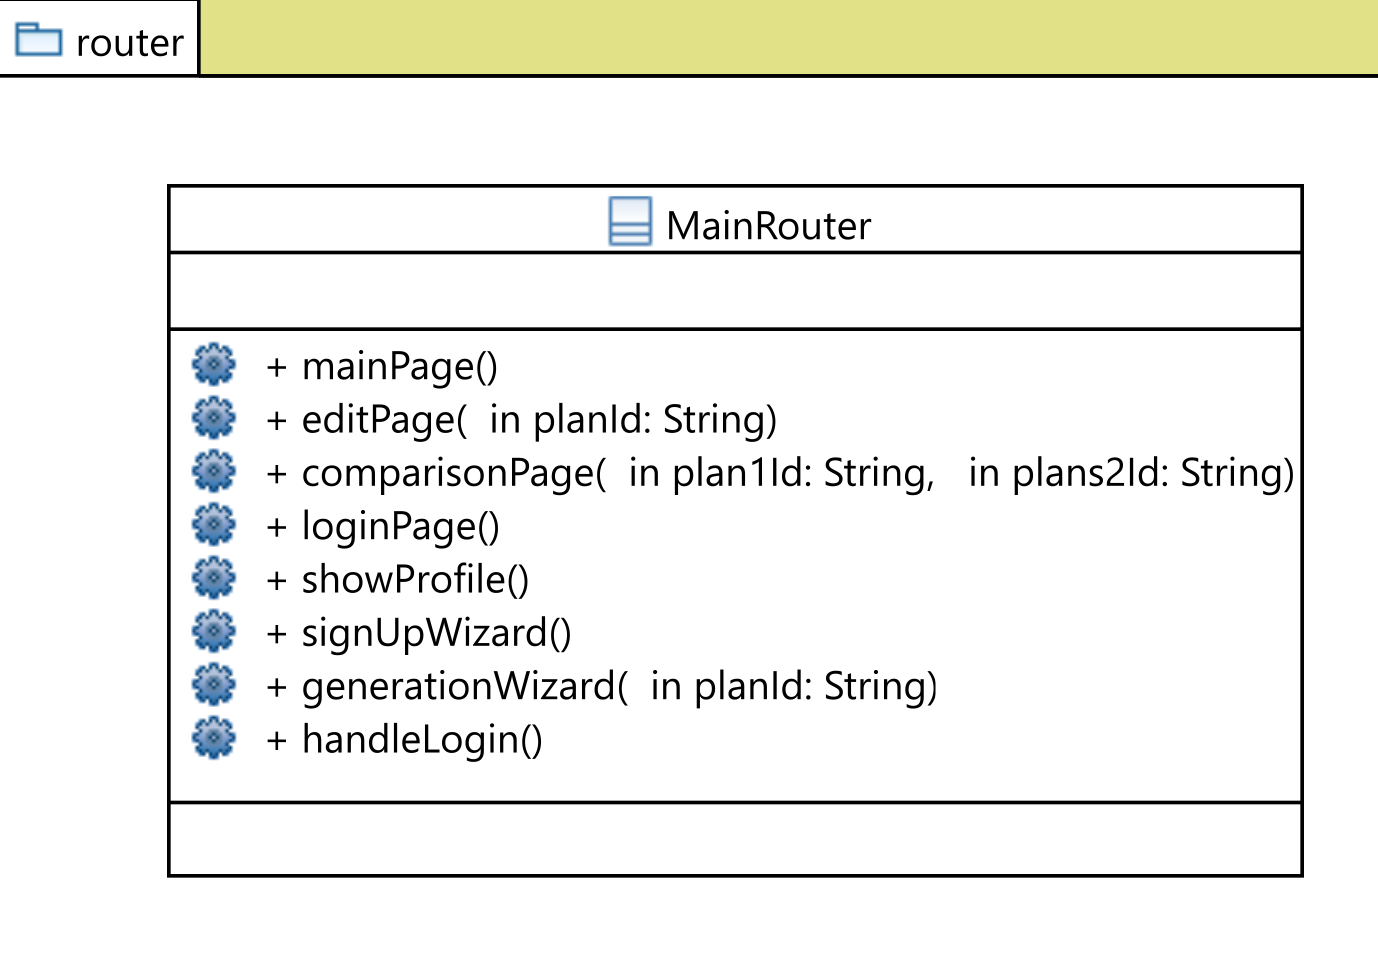 router
MainRouter
+ mainPage()
+ editPage(  in planId: String)
+ comparisonPage(  in plan1Id: String,   in plans2Id: String)
+ loginPage()
+ showProfile()
+ signUpWizard()
+ generationWizard(  in planId: String)
+ handleLogin()